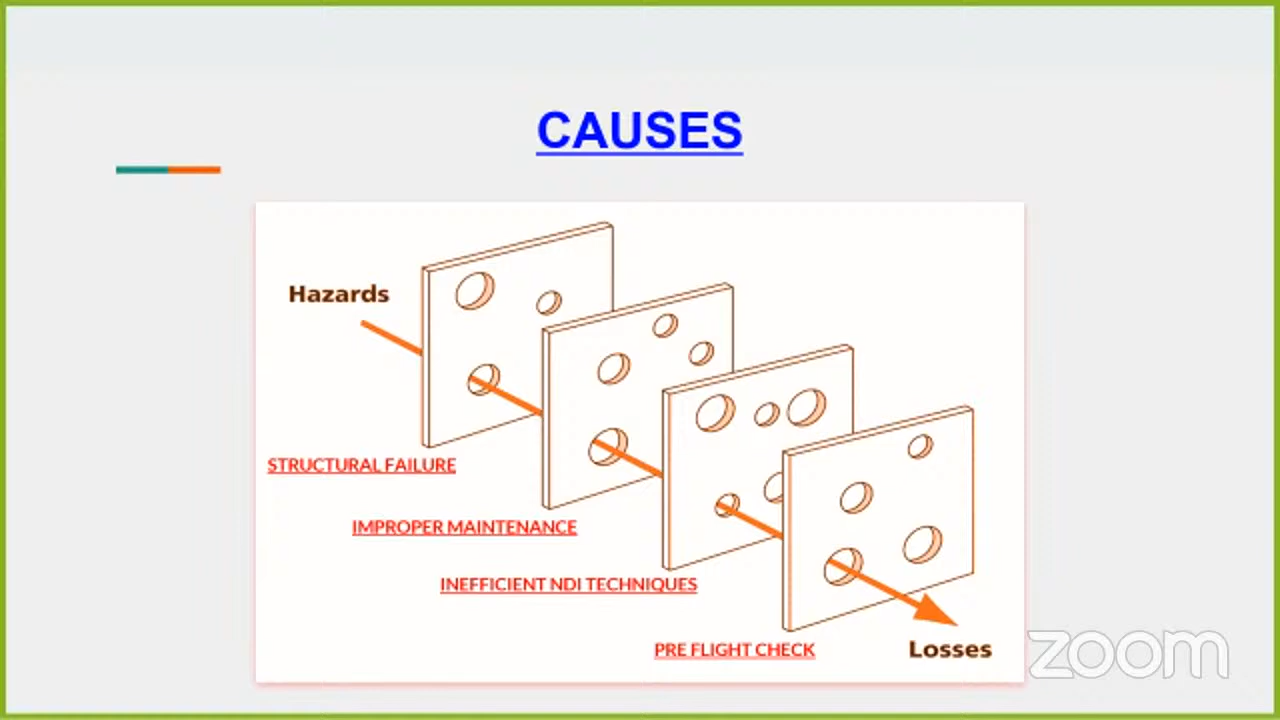 CAUSES
Hazards
STRUCTURAL FAILURE
IMPROPER MAINTENANCE
INEFFICIENT NDI TECHNIQUES
PRE FLIGHT CHECK
Losses
zoom